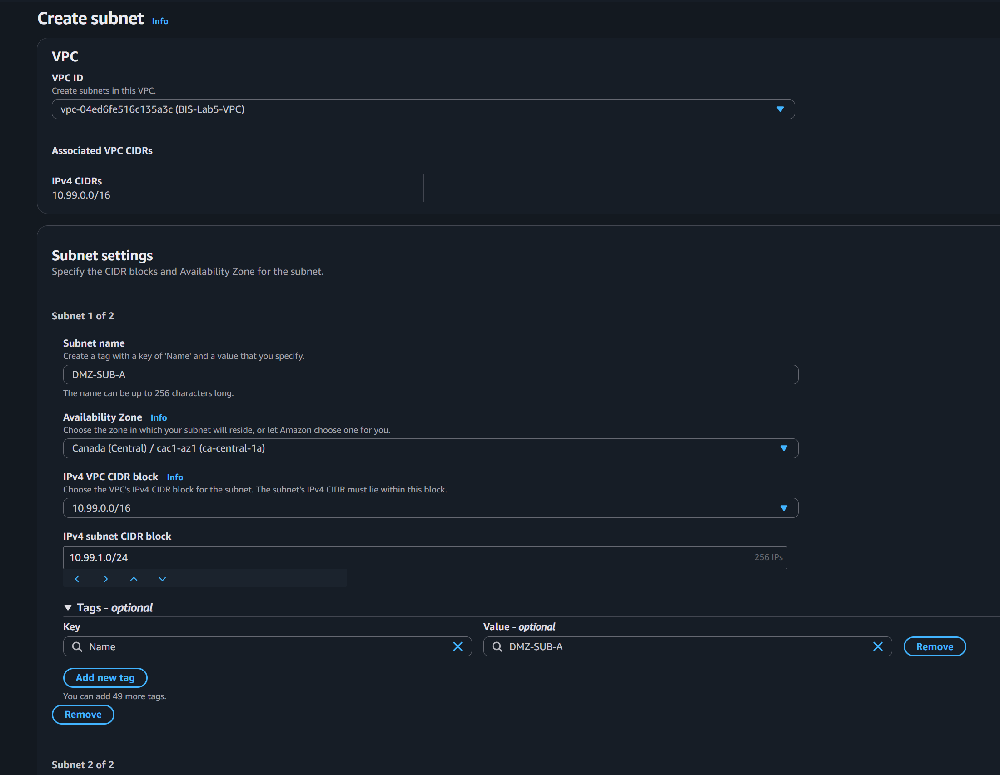 Create subnet Info
VPC
VPC ID
Create subnets in this VPC.
vpc-04ed6fe516c135a3c (BIS-Lab5-VPC)
Associated VPC CIDRs
IPv4 CIDRs
10.99.0.0/16
Subnet settings
Specify the CIDR blocks and Availability Zone for the subnet.
Subnet 1 of 2
Subnet name
Create a tag with a key of 'Name' and a value that you specify.
DMZ-SUB-A
The name can be up to 256 characters long.
Availability Zone Info
Choose the zone in which your subnet will reside, or let Amazon choose one for you.
Canada (Central) / cac1-az1 (ca-central-1a)
IPv4 VPC CIDR block Info
Choose the VPC's IPv4 CIDR block for the subnet. The subnet's IPv4 CIDR must lie within this block.
10.99.0.0/16
IPv4 subnet CIDR block
10.99.1.0/24 256 IPs
Tags - optional
Key Value - optional
Name DMZ-SUB-A Remove
Add new tag
You can add 49 more tags.
Remove
Subnet 2 of 2